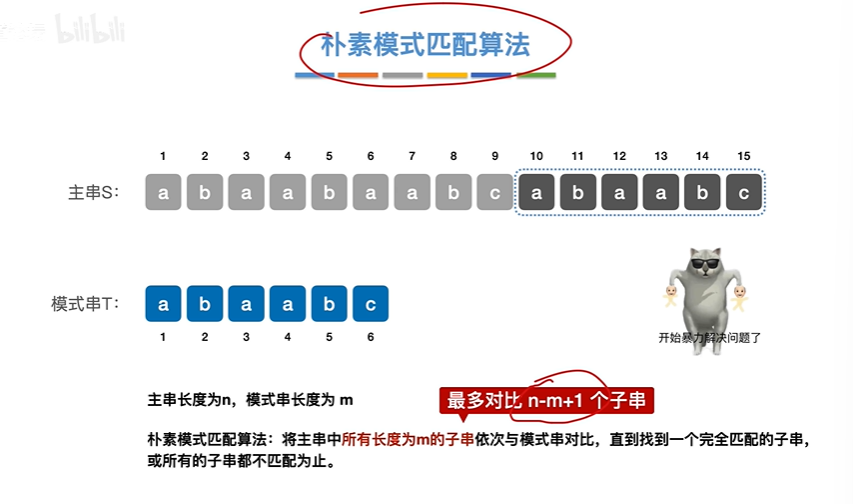 bilibili
朴素模式匹配算法
1 2 3 4 5 6 7 8 9 10 11 12 13 14 15
主串S: a b a a b a a b c a b a a b c
模式串T: a b a a b c
1 2 3 4 5 6
开始暴力解决问题了
主串长度为n，模式串长度为 m
最多对比 n-m+1 个子串
朴素模式匹配算法：将主串中所有长度为m的子串依次与模式串对比，直到找到一个完全匹配的子串，
或所有的子串都不匹配为止。